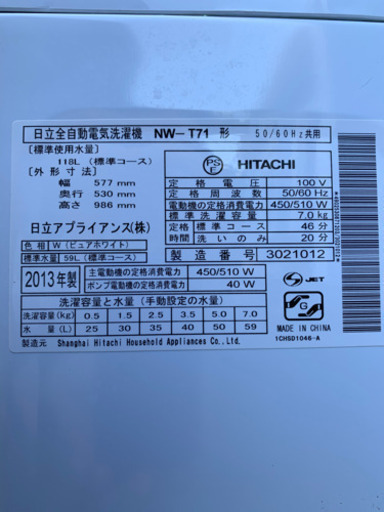 日立全自動電気洗濯機 NW-T71 形 50/60Hz共用
[標準使用水量]
118L (標準コース)
[外形寸法]
幅 577 mm
奥行 530 mm
高さ 986 mm
日立アプライアンス(株)
色相 W (ピュアホワイト)
標準水量 59L (標準コース)
PSE HITACHI
定格電圧 100 V
定格周波数 50/60 Hz
電動機の定格消費電力 450/510 W
標準洗濯容量 7.0 kg
標準コース 46分
洗いのみ 20分
製造番号 3021012
2013年製
主電動機の定格消費電力 450/510 W
ポンプ電動機の定格消費電力 40 W
S JET
洗濯容量と水量 (手動設定の水量)
洗濯容量(kg) 0.5 1.5 2.5 3.5 5.0 7.0
水量(L) 25 30 35 40 50 59
製造元 Shanghai Hitachi Household Appliances Co., Ltd.
G
MADE IN CHINA
1CHSD1046-A